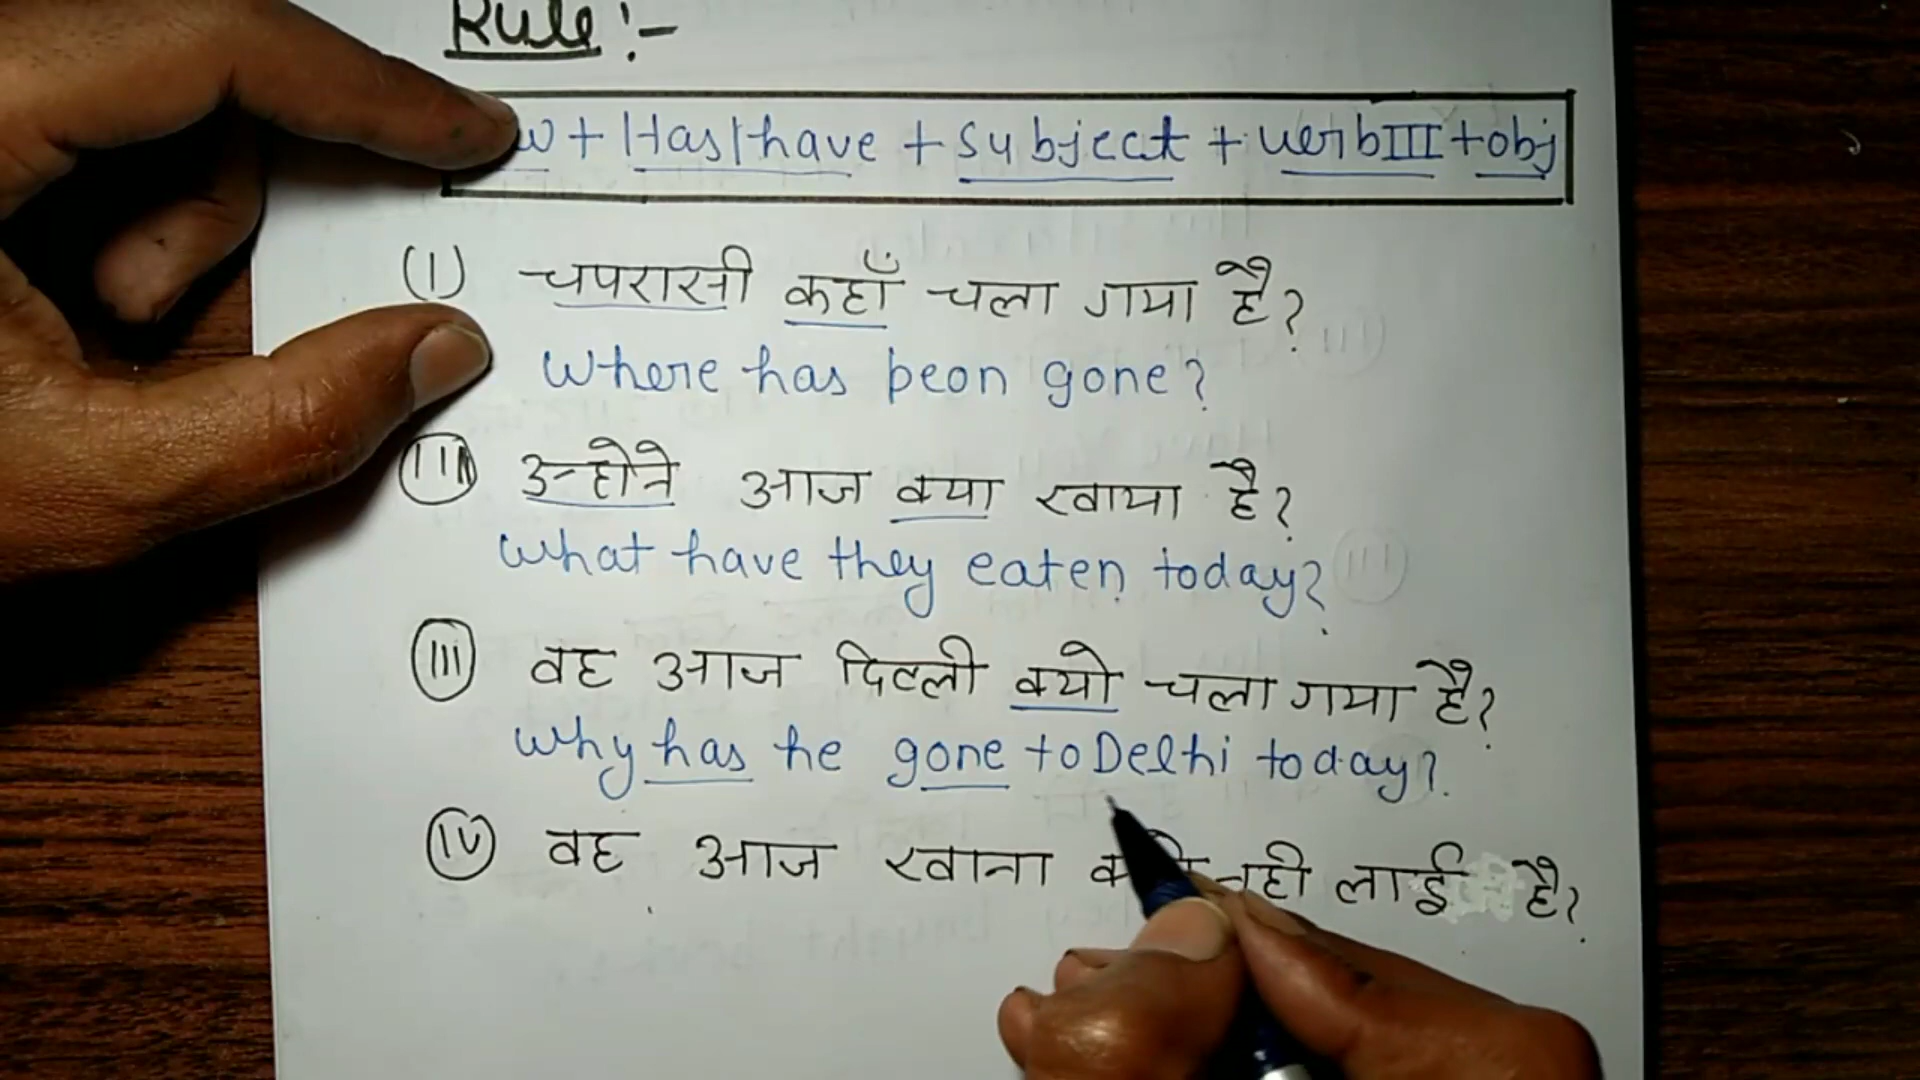 Rule :-
w + Has/have + Subject + verbIII + obj
(I) चपरासी कहाँ चला गया है?
Where has peon gone?
(II) उन्होने आज क्या खाया है?
What have they eaten today?
(III) वह आज दिल्ली क्यो चला गया है?
Why has he gone to Delhi today?
(IV) वह आज खाना नही लाई है?